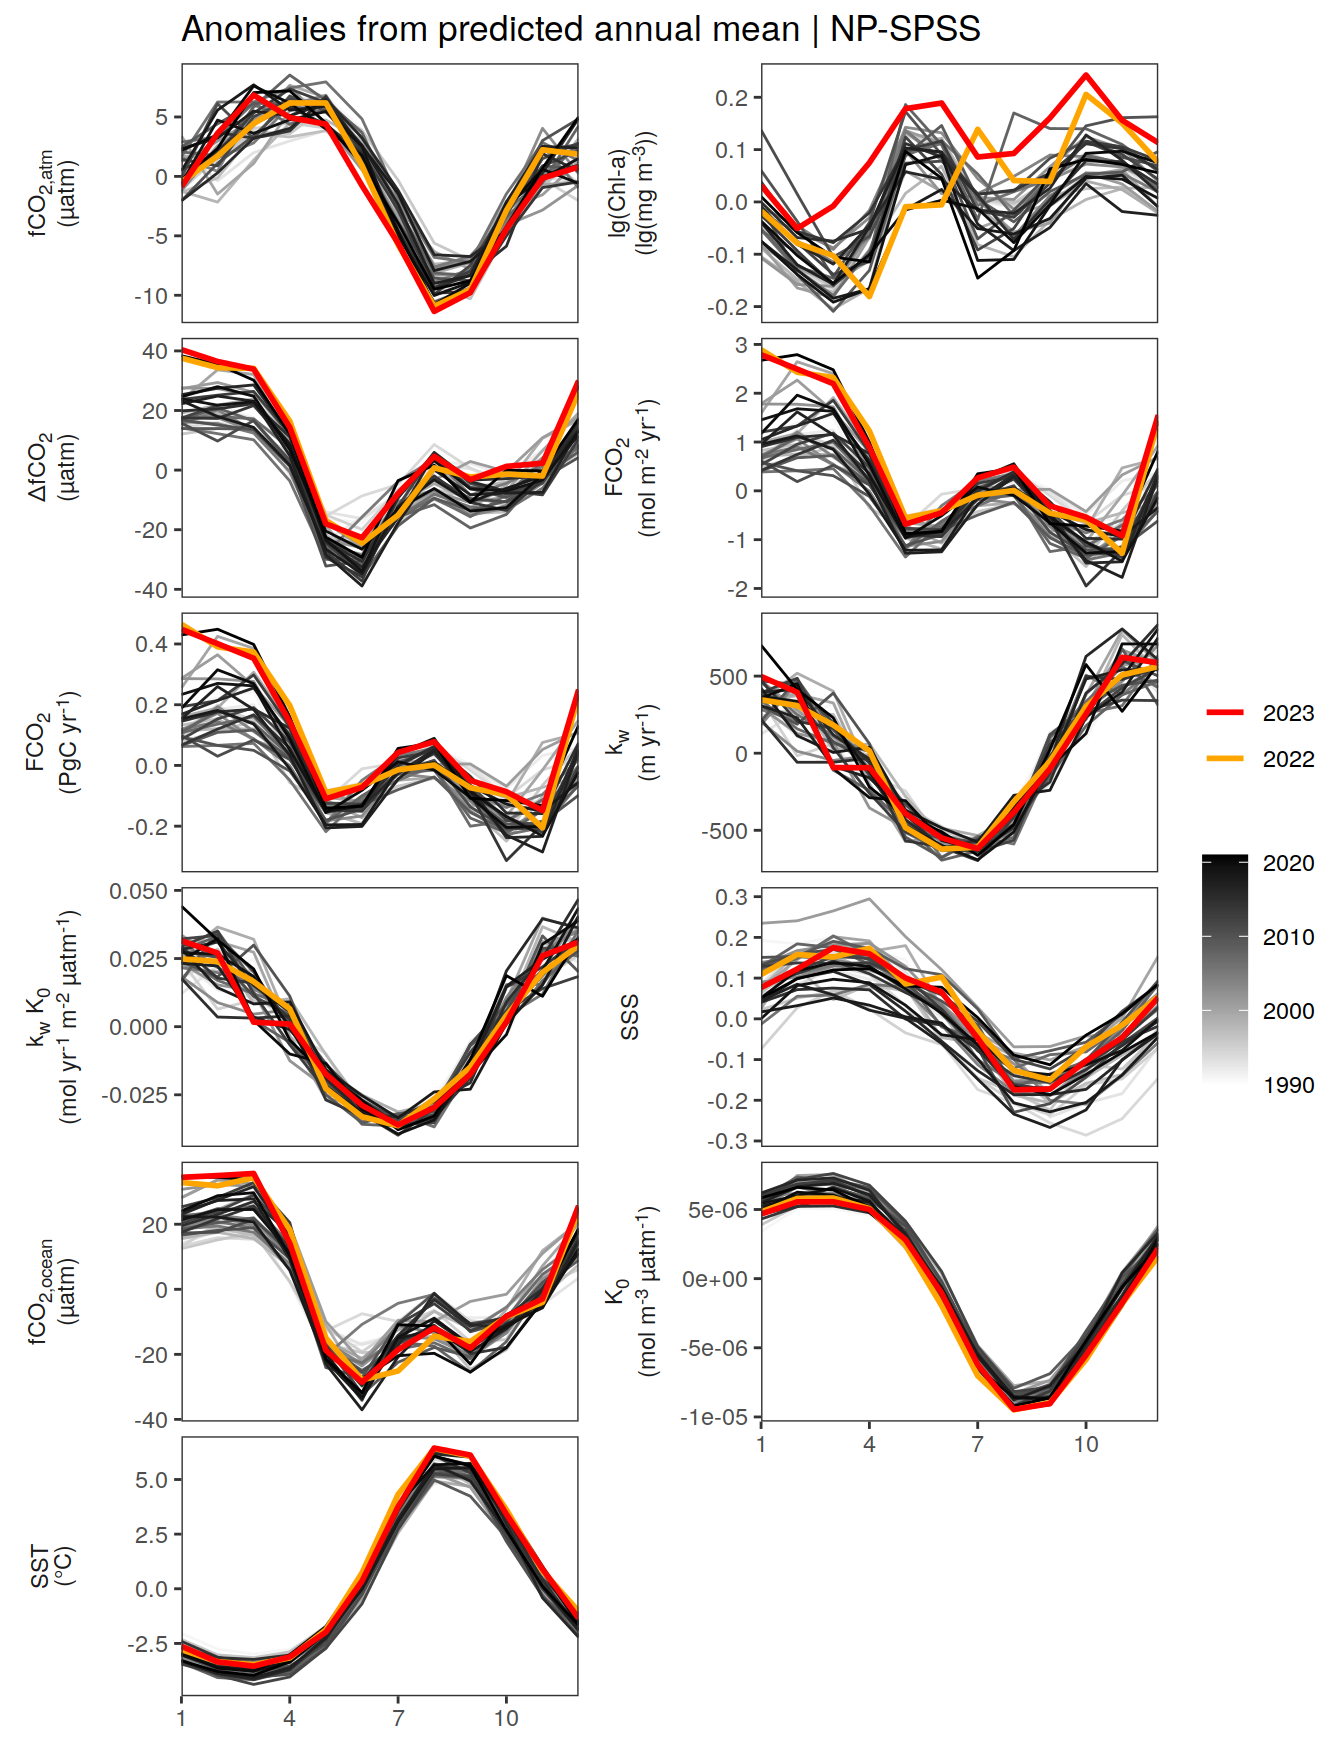 Anomalies from predicted annual mean | NP-SPSS
fCO2,atm
(µatm)
5
0
-5
-10
lg(Chl-a)
(lg(mg m-3))
0.2
0.1
0.0
-0.1
-0.2
ΔfCO2
(µatm)
40
20
0
-20
-40
FCO2
(mol m-2 yr-1)
3
2
1
0
-1
-2
FCO2
(PgC yr-1)
0.4
0.2
0.0
-0.2
kw
(m yr-1)
500
0
-500
kw K0
(mol yr-1 m-2 µatm-1)
0.050
0.025
0.000
-0.025
SSS
0.3
0.2
0.1
0.0
-0.1
-0.2
-0.3
fCO2,ocean
(µatm)
20
0
-20
-40
K0
(mol m-3 µatm-1)
5e-06
0e+00
-5e-06
-1e-05
1 4 7 10
SST
(°C)
5.0
2.5
0.0
-2.5
1 4 7 10
2023
2022
2020
2010
2000
1990